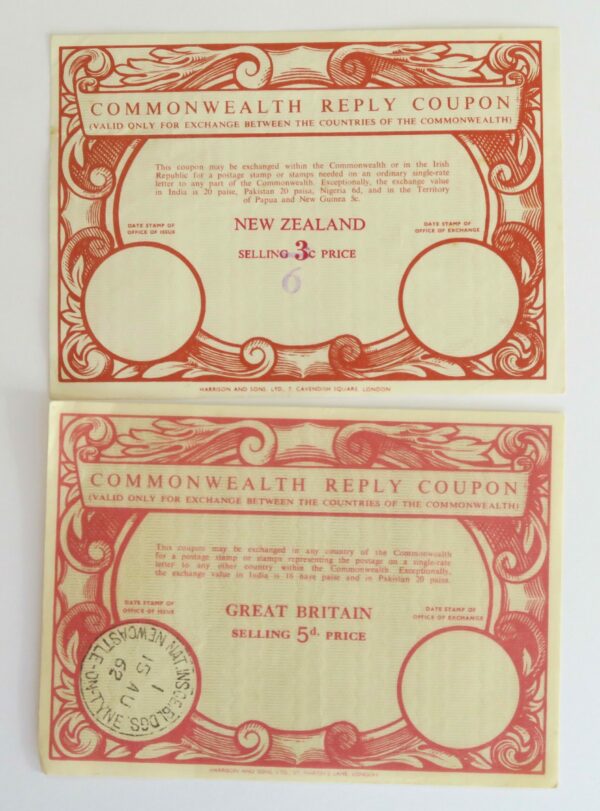 COMMONWEALTH REPLY COUPON
(VALID ONLY FOR EXCHANGE BETWEEN THE COUNTRIES OF THE COMMONWEALTH)
This coupon may be exchanged within the Commonwealth or in the Irish
Republic for a postage stamp or stamps needed on an ordinary single-rate
letter to any part of the Commonwealth. Exceptionally, the exchange value
in India is 20 paise, Pakistan 20 paisa, Nigeria 6d, and in the Territory
of Papua and New Guinea 3c.
DATE STAMP OF
OFFICE OF ISSUE
NEW ZEALAND
SELLING 3c PRICE
6
DATE STAMP OF
OFFICE OF EXCHANGE
HARRISON AND SONS, LTD., 7, CAVENDISH SQUARE, LONDON
COMMONWEALTH REPLY COUPON
(VALID ONLY FOR EXCHANGE BETWEEN THE COUNTRIES OF THE COMMONWEALTH)
This coupon may be exchanged in any country of the Commonwealth
for a postage stamp or stamps representing the postage on a single-rate
letter to any other country within the Commonwealth. Exceptionally,
the exchange value in India is 16 naye paise and in Pakistan 20 paisa.
DATE STAMP OF
OFFICE OF ISSUE
GREAT BRITAIN
SELLING 5d. PRICE
DATE STAMP OF
OFFICE OF EXCHANGE
NEWCASTLE-ON-TYNE
1
15 AU
62
HARRISON AND SONS, LTD., ST. MARTIN'S LANE, LONDON